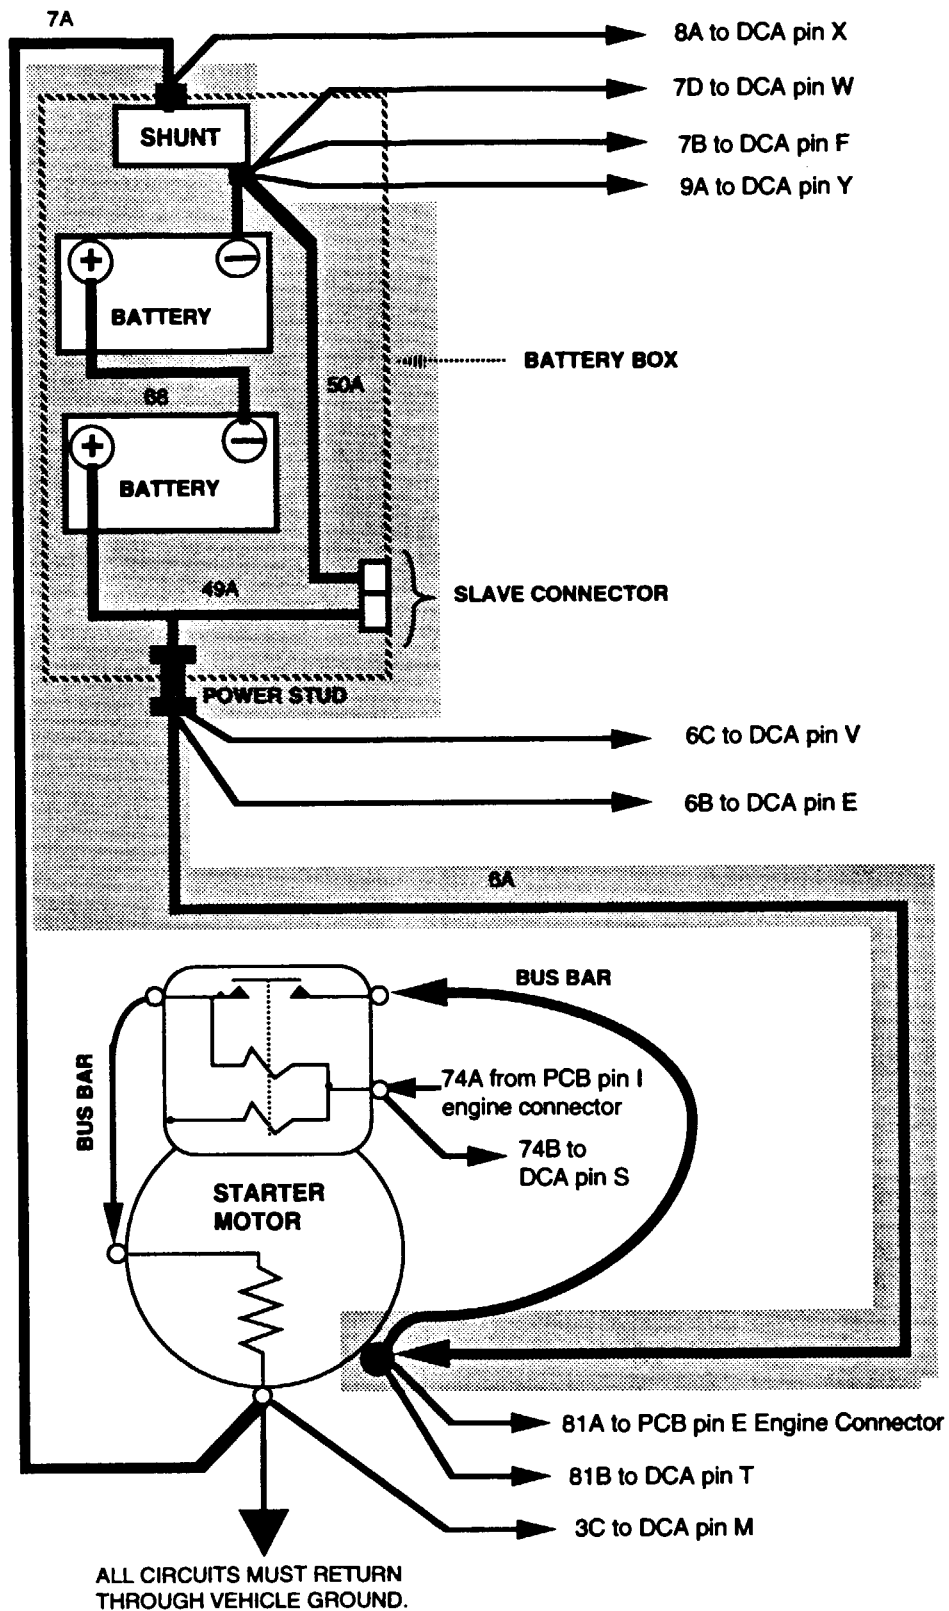 7A
8A to DCA pin X
7D to DCA pin W
SHUNT
7B to DCA pin F
9A to DCA pin Y
+
−
BATTERY
BATTERY BOX
50A
68
+
−
BATTERY
49A
SLAVE CONNECTOR
POWER STUD
6C to DCA pin V
6B to DCA pin E
6A
BUS BAR
BUS BAR
74A from PCB pin I
engine connector
74B to
DCA pin S
STARTER
MOTOR
81A to PCB pin E Engine Connector
81B to DCA pin T
3C to DCA pin M
ALL CIRCUITS MUST RETURN
THROUGH VEHICLE GROUND.